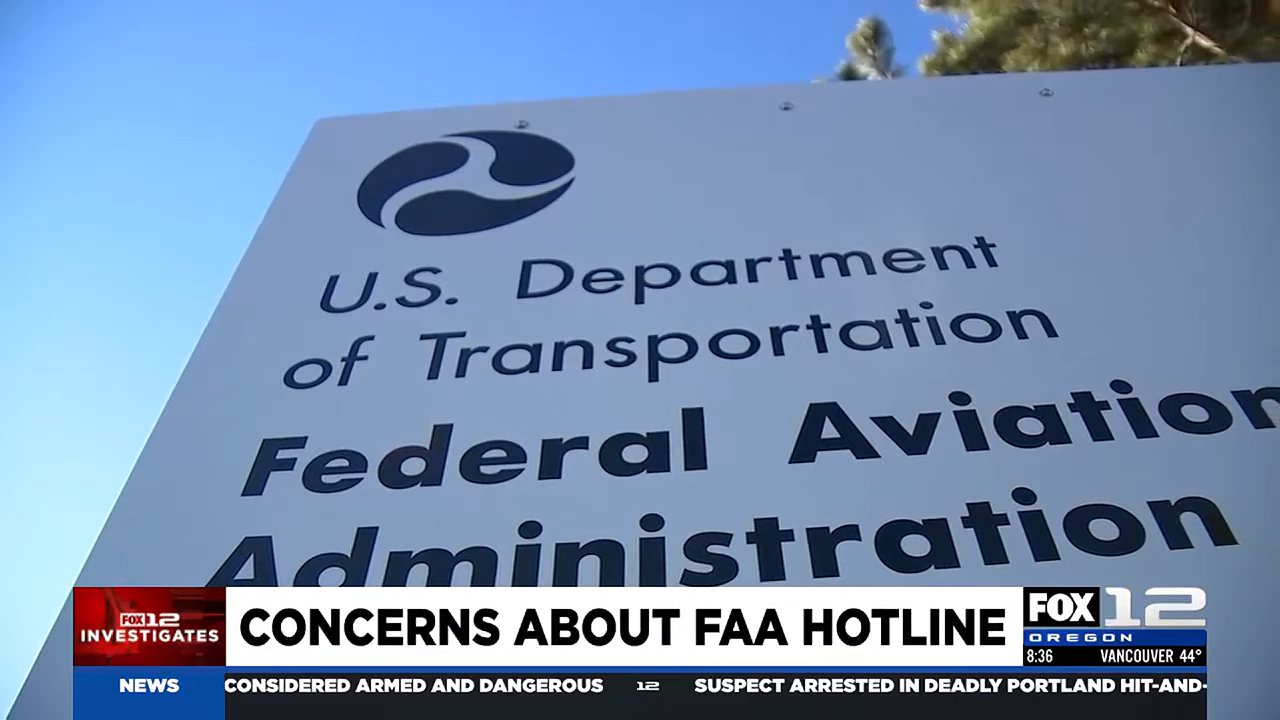 U.S. Department
of Transportation
Federal Aviation
Administration
FOX 12
INVESTIGATES
CONCERNS ABOUT FAA HOTLINE
FOX 12
OREGON
8:36 VANCOUVER 44°
NEWS CONSIDERED ARMED AND DANGEROUS 12 SUSPECT ARRESTED IN DEADLY PORTLAND HIT-AND-